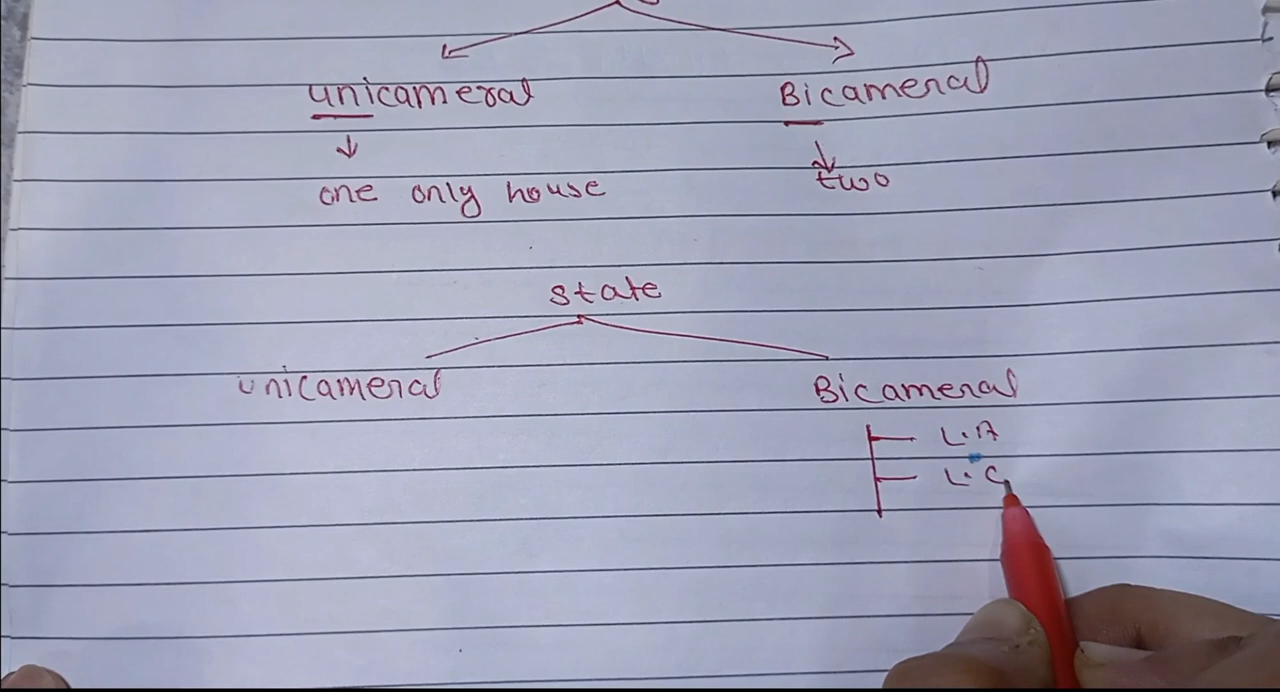 unicameral Bicameral
one only house two
state
unicameral Bicameral
L.A
L.C